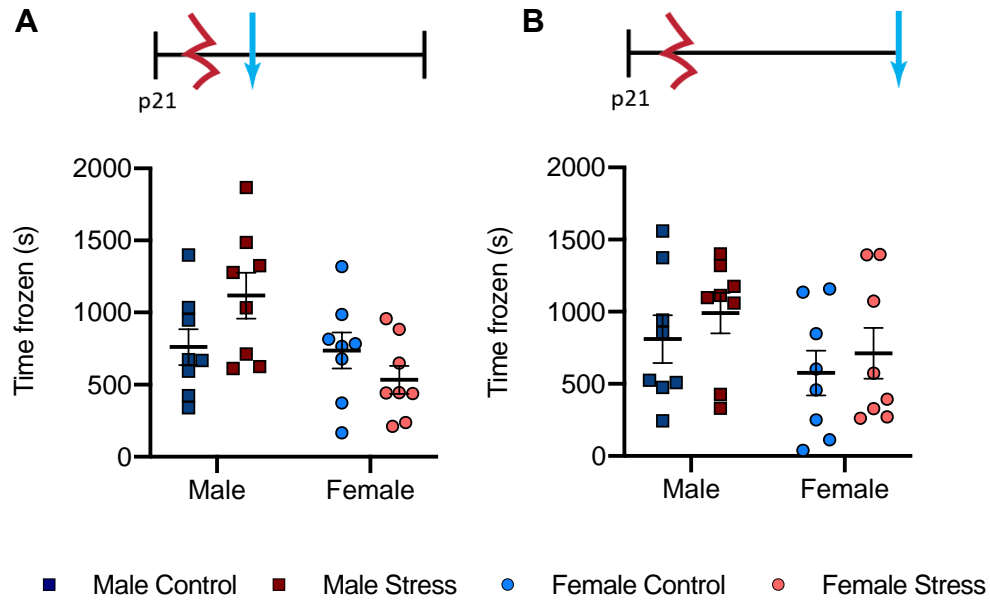 A
B
p21
p21
2000
1500
1000
500
0
Time frozen (s)
Male
Female
2000
1500
1000
500
0
Time frozen (s)
Male
Female
Male Control
Male Stress
Female Control
Female Stress